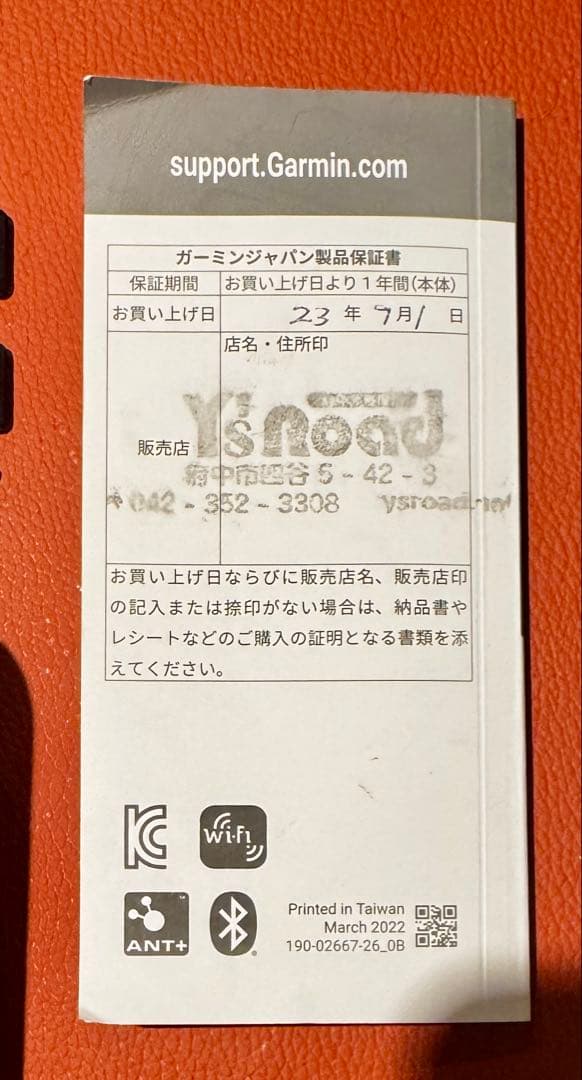 support.Garmin.com
ガーミンジャパン製品保証書
保証期間 お買い上げ日より1年間(本体)
お買い上げ日 23 年 9月1 日
店名・住所印
販売店 Y'sRoad
府中市四谷 5-42-3
042-352-3308 ysroad.net
お買い上げ日ならびに販売店名、販売店印
の記入または捺印がない場合は、納品書や
レシートなどのご購入の証明となる書類を添
えてください。
Wi-Fi
ANT+
Printed in Taiwan
March 2022
190-02667-26_0B